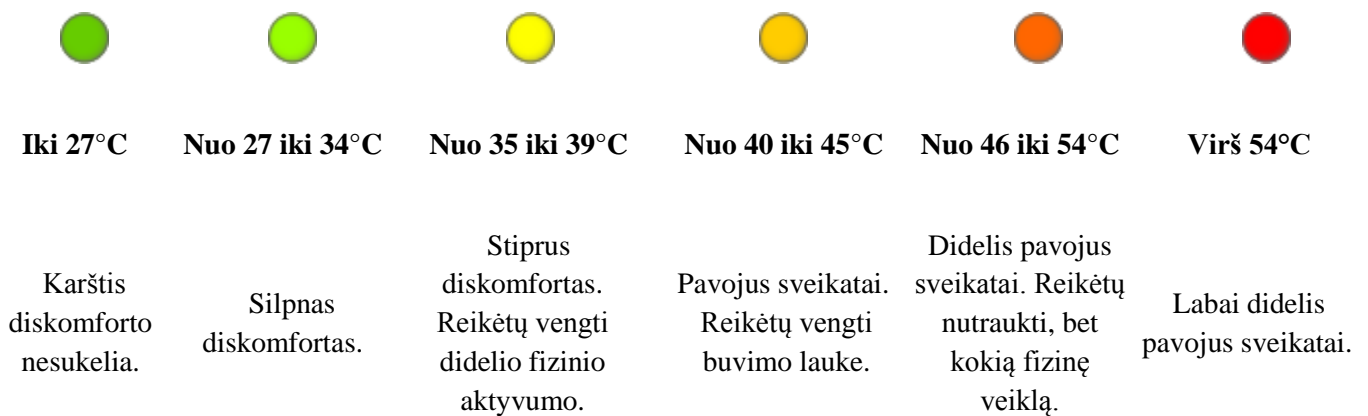 Iki 27°C
Nuo 27 iki 34°C
Nuo 35 iki 39°C
Nuo 40 iki 45°C
Nuo 46 iki 54°C
Virš 54°C
Karštis
diskomforto
nesukelia.
Silpnas
diskomfortas.
Stiprus
diskomfortas.
Reikėtų vengti
didelio fizinio
aktyvumo.
Pavojus sveikatai.
Reikėtų vengti
buvimo lauke.
Didelis pavojus
sveikatai. Reikėtų
nutraukti, bet
kokią fizinę
veiklą.
Labai didelis
pavojus sveikatai.